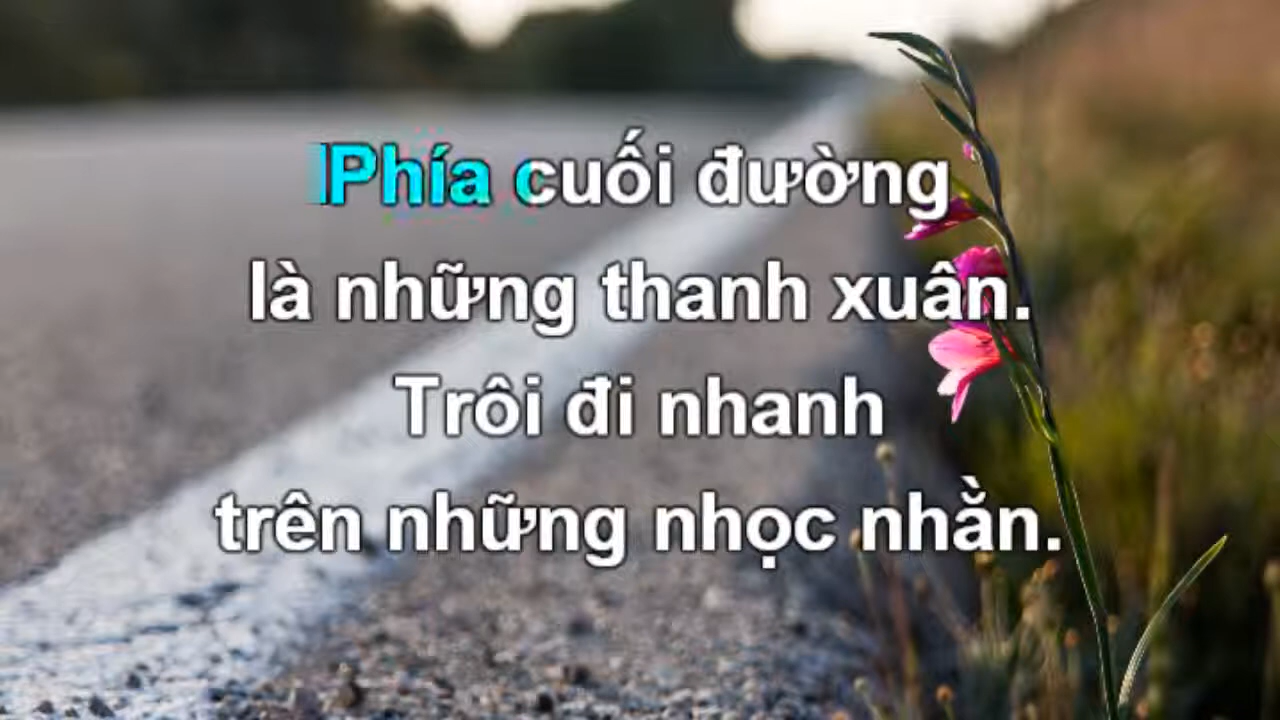 Phía cuối đường
là những thanh xuân.
Trôi đi nhanh
trên những nhọc nhằn.